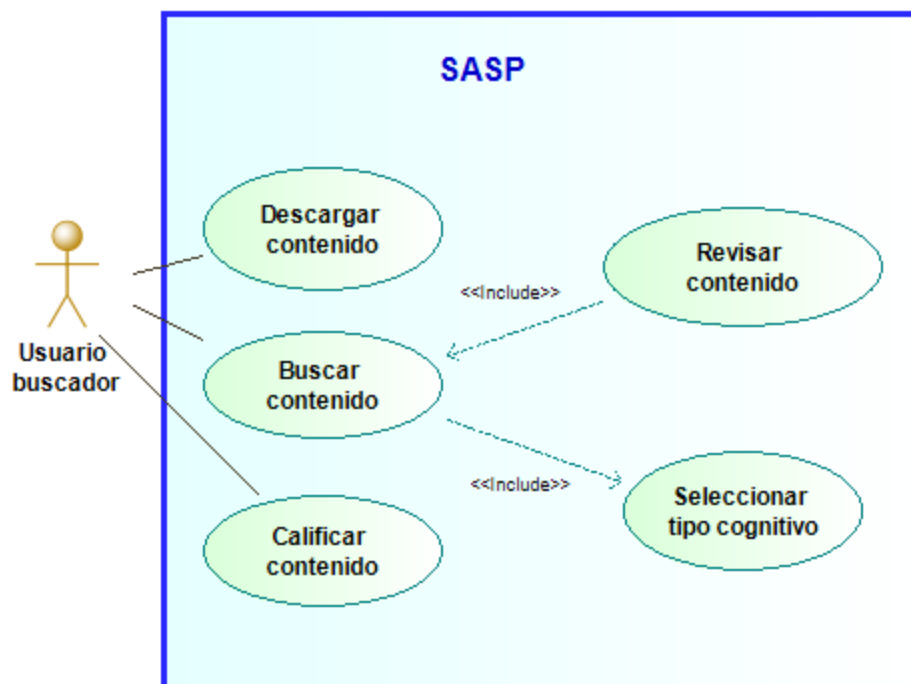 SASP
Descargar
contenido
Revisar
contenido
<<Include>>
Usuario
buscador
Buscar
contenido
<<Include>>
Seleccionar
tipo cognitivo
Calificar
contenido